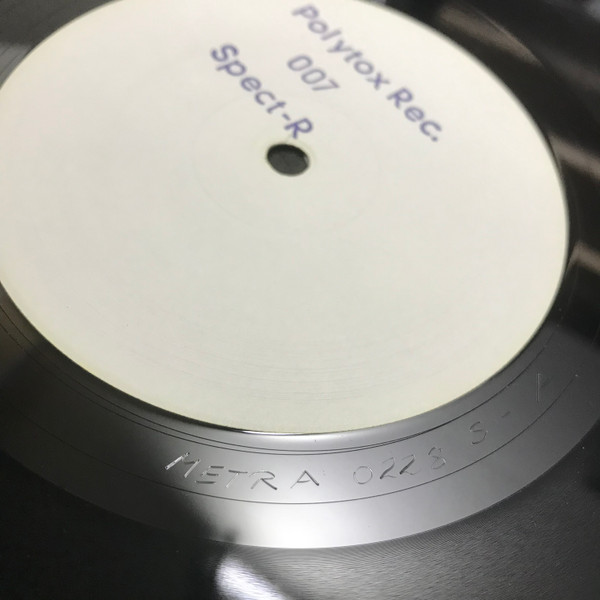 Polytox Rec.
007
Spect-R
METRA 0228 S-